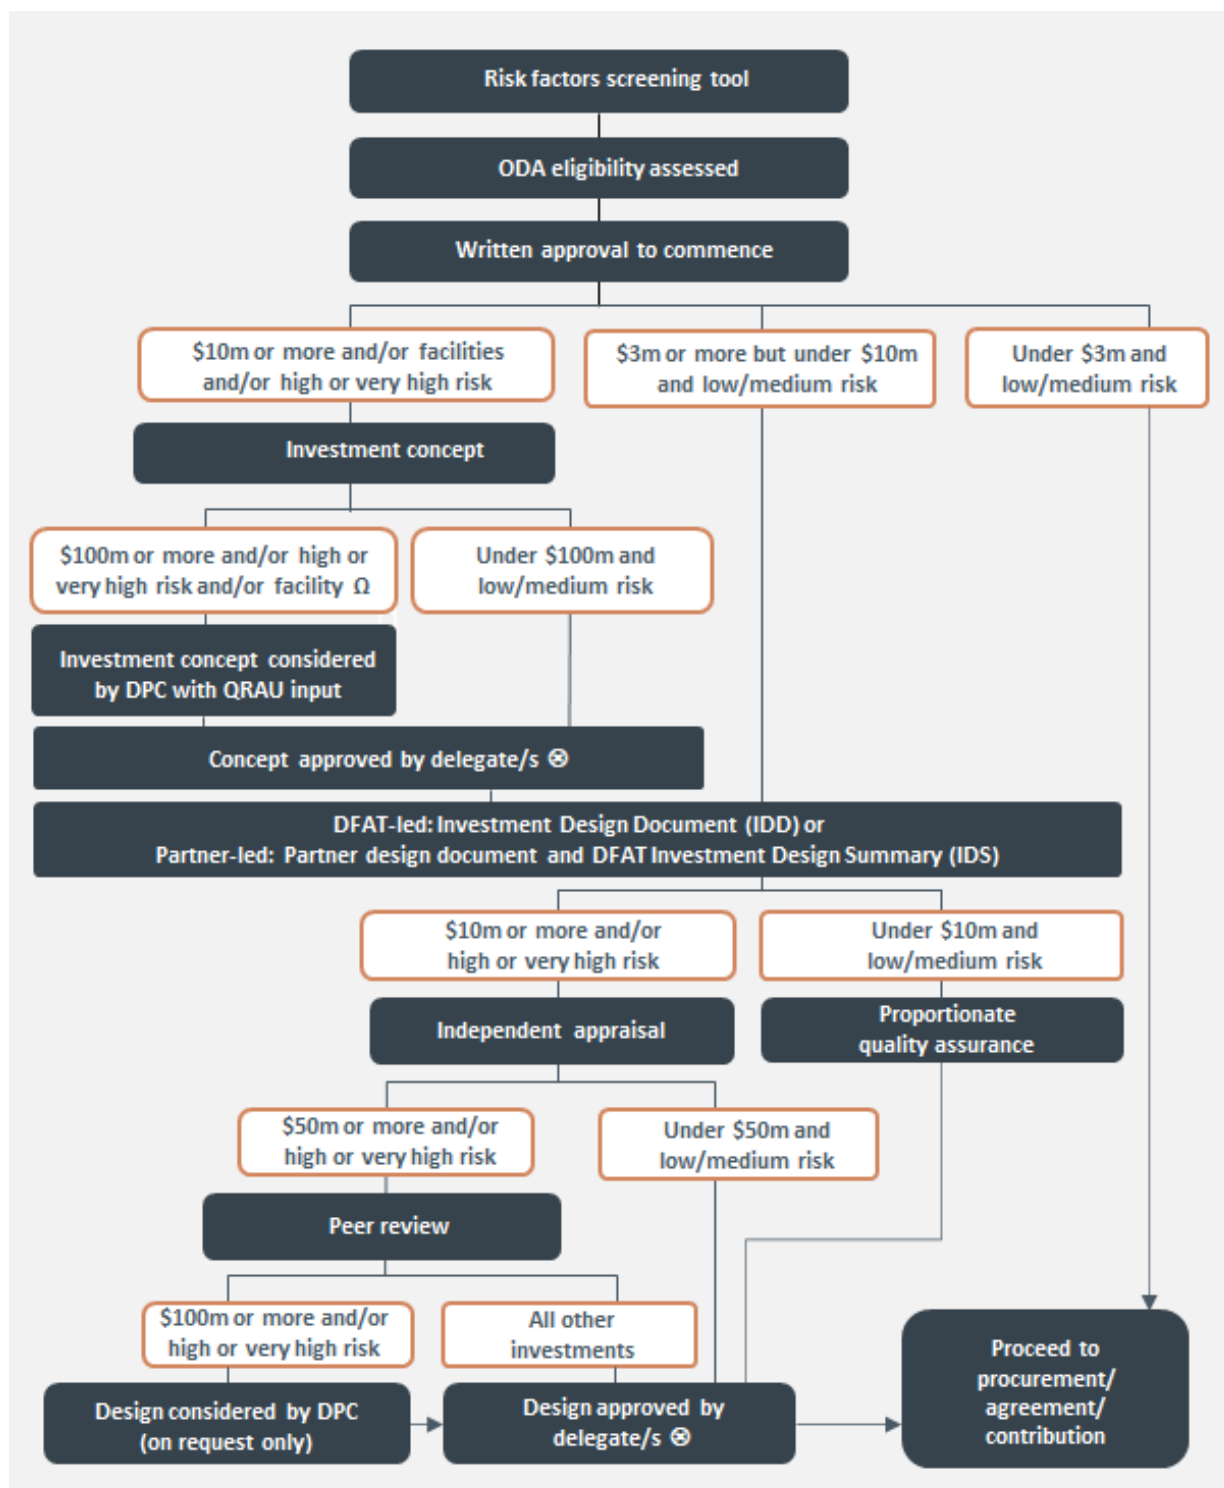 Risk factors screening tool
ODA eligibility assessed
Written approval to commence
$10m or more and/or facilities
and/or high or very high risk
$3m or more but under $10m
and low/medium risk
Under $3m and
low/medium risk
Investment concept
$100m or more and/or high or
very high risk and/or facility Ω
Under $100m and
low/medium risk
Investment concept considered
by DPC with QRAU input
Concept approved by delegate/s ⊗
DFAT-led: Investment Design Document (IDD) or
Partner-led: Partner design document and DFAT Investment Design Summary (IDS)
$10m or more and/or
high or very high risk
Under $10m and
low/medium risk
Independent appraisal
Proportionate
quality assurance
$50m or more and/or
high or very high risk
Under $50m and
low/medium risk
Peer review
$100m or more and/or
high or very high risk
All other
investments
Design considered by DPC
(on request only)
Design approved by
delegate/s ⊗
Proceed to
procurement/
agreement/
contribution